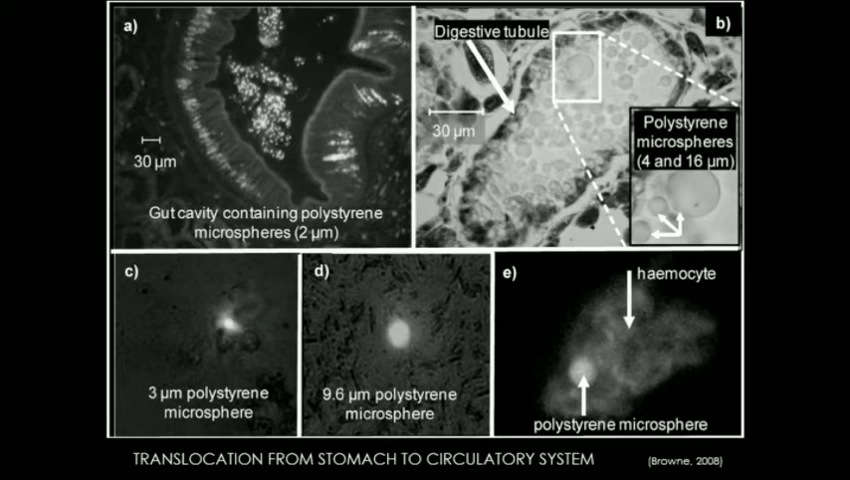 a)
30 µm
Gut cavity containing polystyrene
microspheres (2 µm)
b)
Digestive tubule
30 µm
Polystyrene
microspheres
(4 and 16 µm)
c)
3 µm polystyrene
microsphere
d)
9.6 µm polystyrene
microsphere
e)
haemocyte
polystyrene microsphere
TRANSLOCATION FROM STOMACH TO CIRCULATORY SYSTEM
(Browne, 2008)